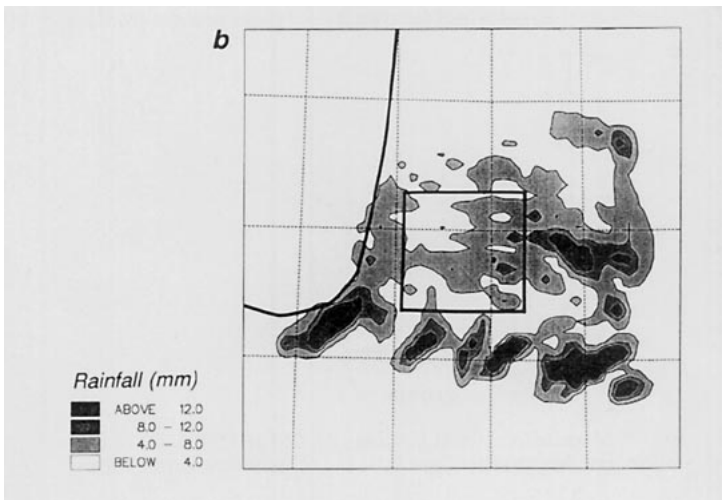 b
Rainfall (mm)
ABOVE 12.0
8.0 – 12.0
4.0 – 8.0
BELOW 4.0